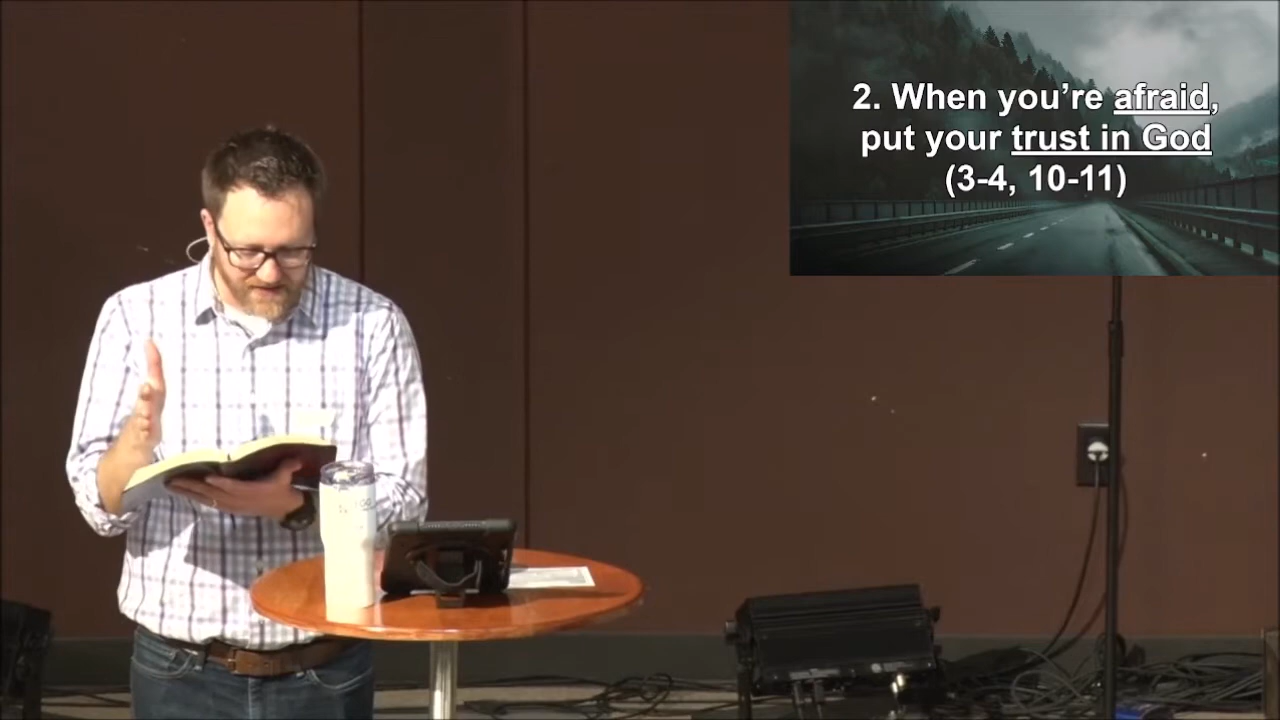 2. When you’re afraid,
put your trust in God
(3-4, 10-11)